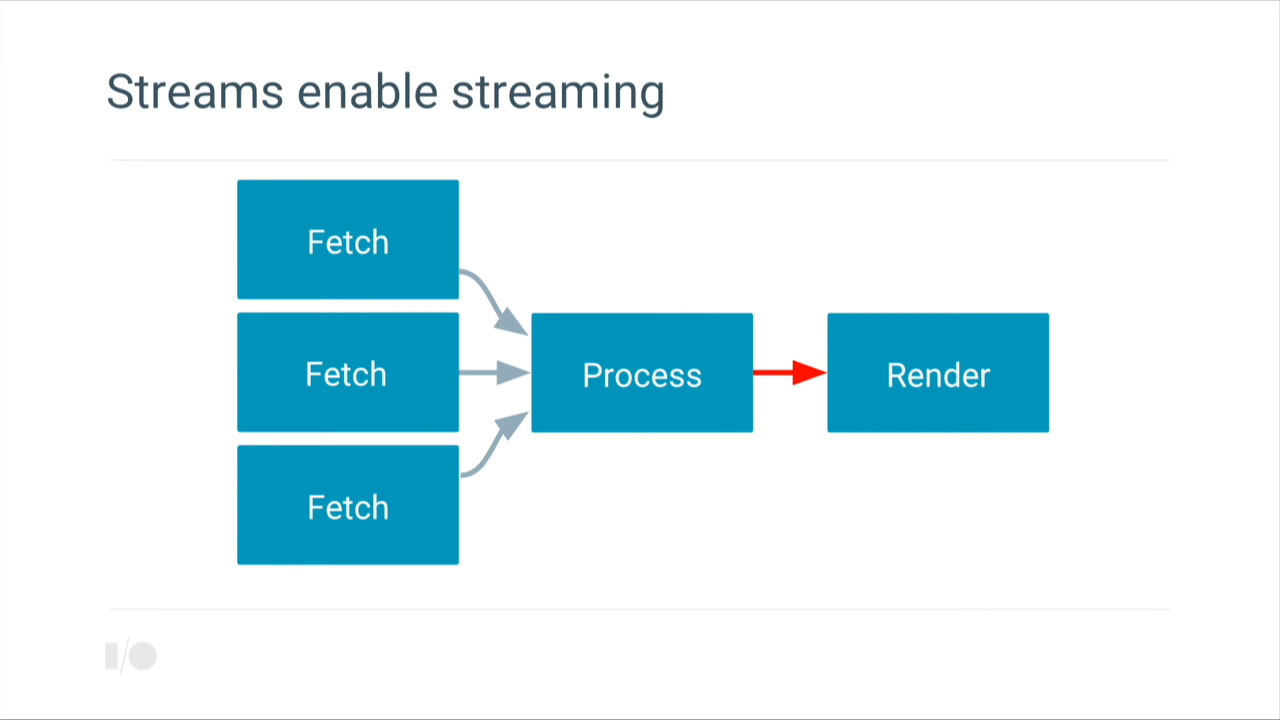 Streams enable streaming
Fetch
Fetch
Process
Render
Fetch
I/O